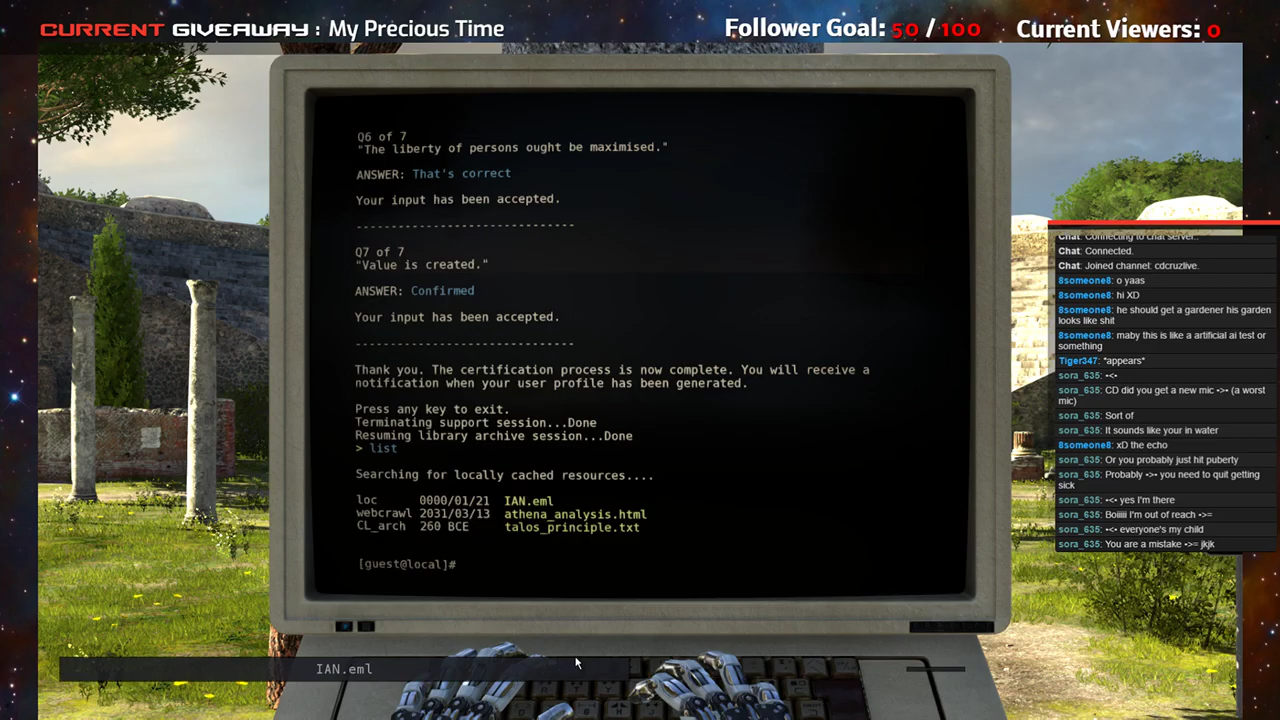 CURRENT GIVEAWAY : My Precious Time
Follower Goal: 50 / 100
Current Viewers: 0
Q6 of 7
"The liberty of persons ought be maximised."
ANSWER: That's correct
Your input has been accepted.
--------------------------------
Q7 of 7
"Value is created."
ANSWER: Confirmed
Your input has been accepted.
--------------------------------
Thank you. The certification process is now complete. You will receive a
notification when your user profile has been generated.
Press any key to exit.
Terminating support session...Done
Resuming library archive session...Done
> list
Searching for locally cached resources....
loc 0000/01/21 IAN.eml
webcrawl 2031/03/13 athena_analysis.html
CL_arch 260 BCE talos_principle.txt
[guest@local]#
IAN.eml
Chat: Connecting to chat server..
Chat: Connected.
Chat: Joined channel: cdcruzlive.
8someone8: o yaas
8someone8: hi XD
8someone8: he should get a gardener his garden
looks like shit
8someone8: maby this is like a artificial ai test or
something
Tiger347: *appears*
sora_635: •<•
sora_635: CD did you get a new mic •>• (a worst
mic)
sora_635: Sort of
sora_635: It sounds like your in water
8someone8: xD the echo
sora_635: Or you probably just hit puberty
sora_635: Probably •>• you need to quit getting
sick
sora_635: •<• yes I'm there
sora_635: Boiiiii I'm out of reach •>=
sora_635: •<• everyone's my child
sora_635: You are a mistake •>= jkjk